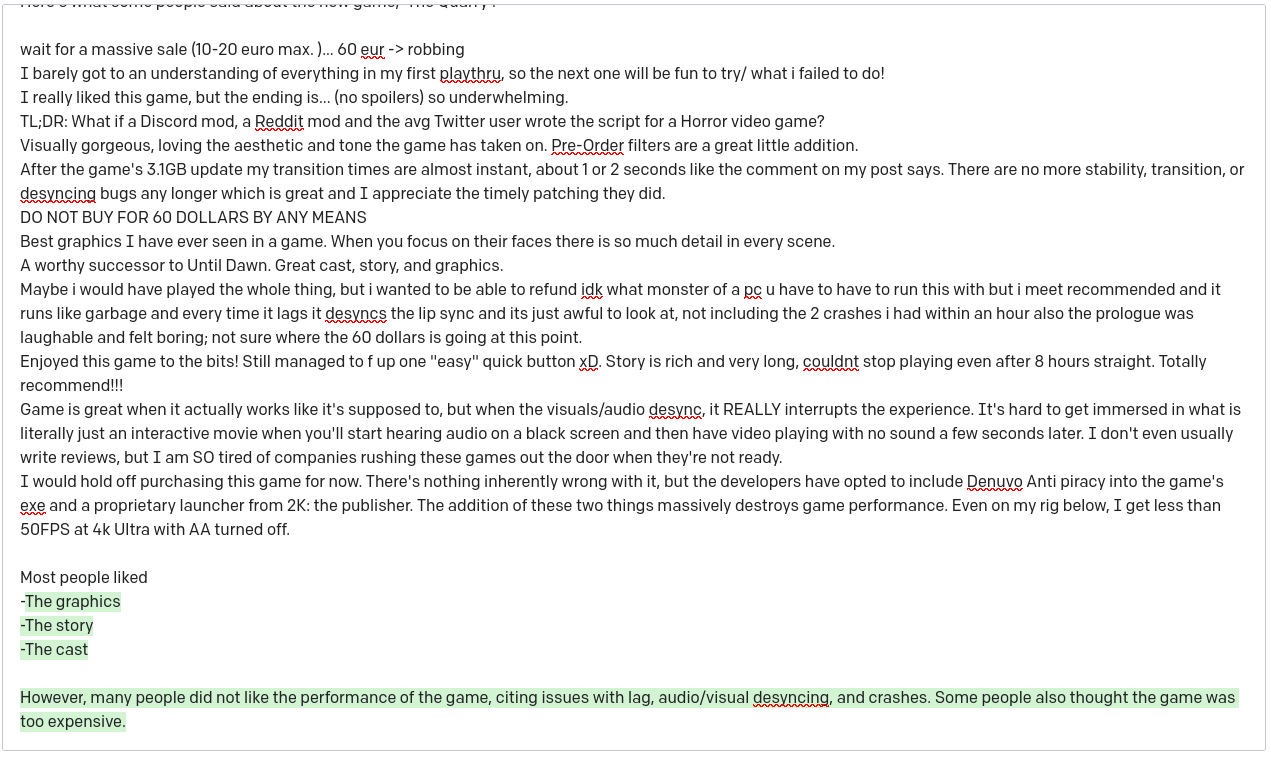 Here's what some people said about the new game, "The Quarry":
wait for a massive sale (10-20 euro max. )... 60 eur -> robbing
I barely got to an understanding of everything in my first playthru, so the next one will be fun to try/ what i failed to do!
I really liked this game, but the ending is... (no spoilers) so underwhelming.
TL;DR: What if a Discord mod, a Reddit mod and the avg Twitter user wrote the script for a Horror video game?
Visually gorgeous, loving the aesthetic and tone the game has taken on. Pre-Order filters are a great little addition.
After the game's 3.1GB update my transition times are almost instant, about 1 or 2 seconds like the comment on my post says. There are no more stability, transition, or
desyncing bugs any longer which is great and I appreciate the timely patching they did.
DO NOT BUY FOR 60 DOLLARS BY ANY MEANS
Best graphics I have ever seen in a game. When you focus on their faces there is so much detail in every scene.
A worthy successor to Until Dawn. Great cast, story, and graphics.
Maybe i would have played the whole thing, but i wanted to be able to refund idk what monster of a pc u have to have to run this with but i meet recommended and it
runs like garbage and every time it lags it desyncs the lip sync and its just awful to look at, not including the 2 crashes i had within an hour also the prologue was
laughable and felt boring; not sure where the 60 dollars is going at this point.
Enjoyed this game to the bits! Still managed to f up one "easy" quick button xD. Story is rich and very long, couldnt stop playing even after 8 hours straight. Totally
recommend!!!
Game is great when it actually works like it's supposed to, but when the visuals/audio desync, it REALLY interrupts the experience. It's hard to get immersed in what is
literally just an interactive movie when you'll start hearing audio on a black screen and then have video playing with no sound a few seconds later. I don't even usually
write reviews, but I am SO tired of companies rushing these games out the door when they're not ready.
I would hold off purchasing this game for now. There's nothing inherently wrong with it, but the developers have opted to include Denuvo Anti piracy into the game's
exe and a proprietary launcher from 2K: the publisher. The addition of these two things massively destroys game performance. Even on my rig below, I get less than
50FPS at 4k Ultra with AA turned off.
Most people liked
-The graphics
-The story
-The cast
However, many people did not like the performance of the game, citing issues with lag, audio/visual desyncing, and crashes. Some people also thought the game was
too expensive.